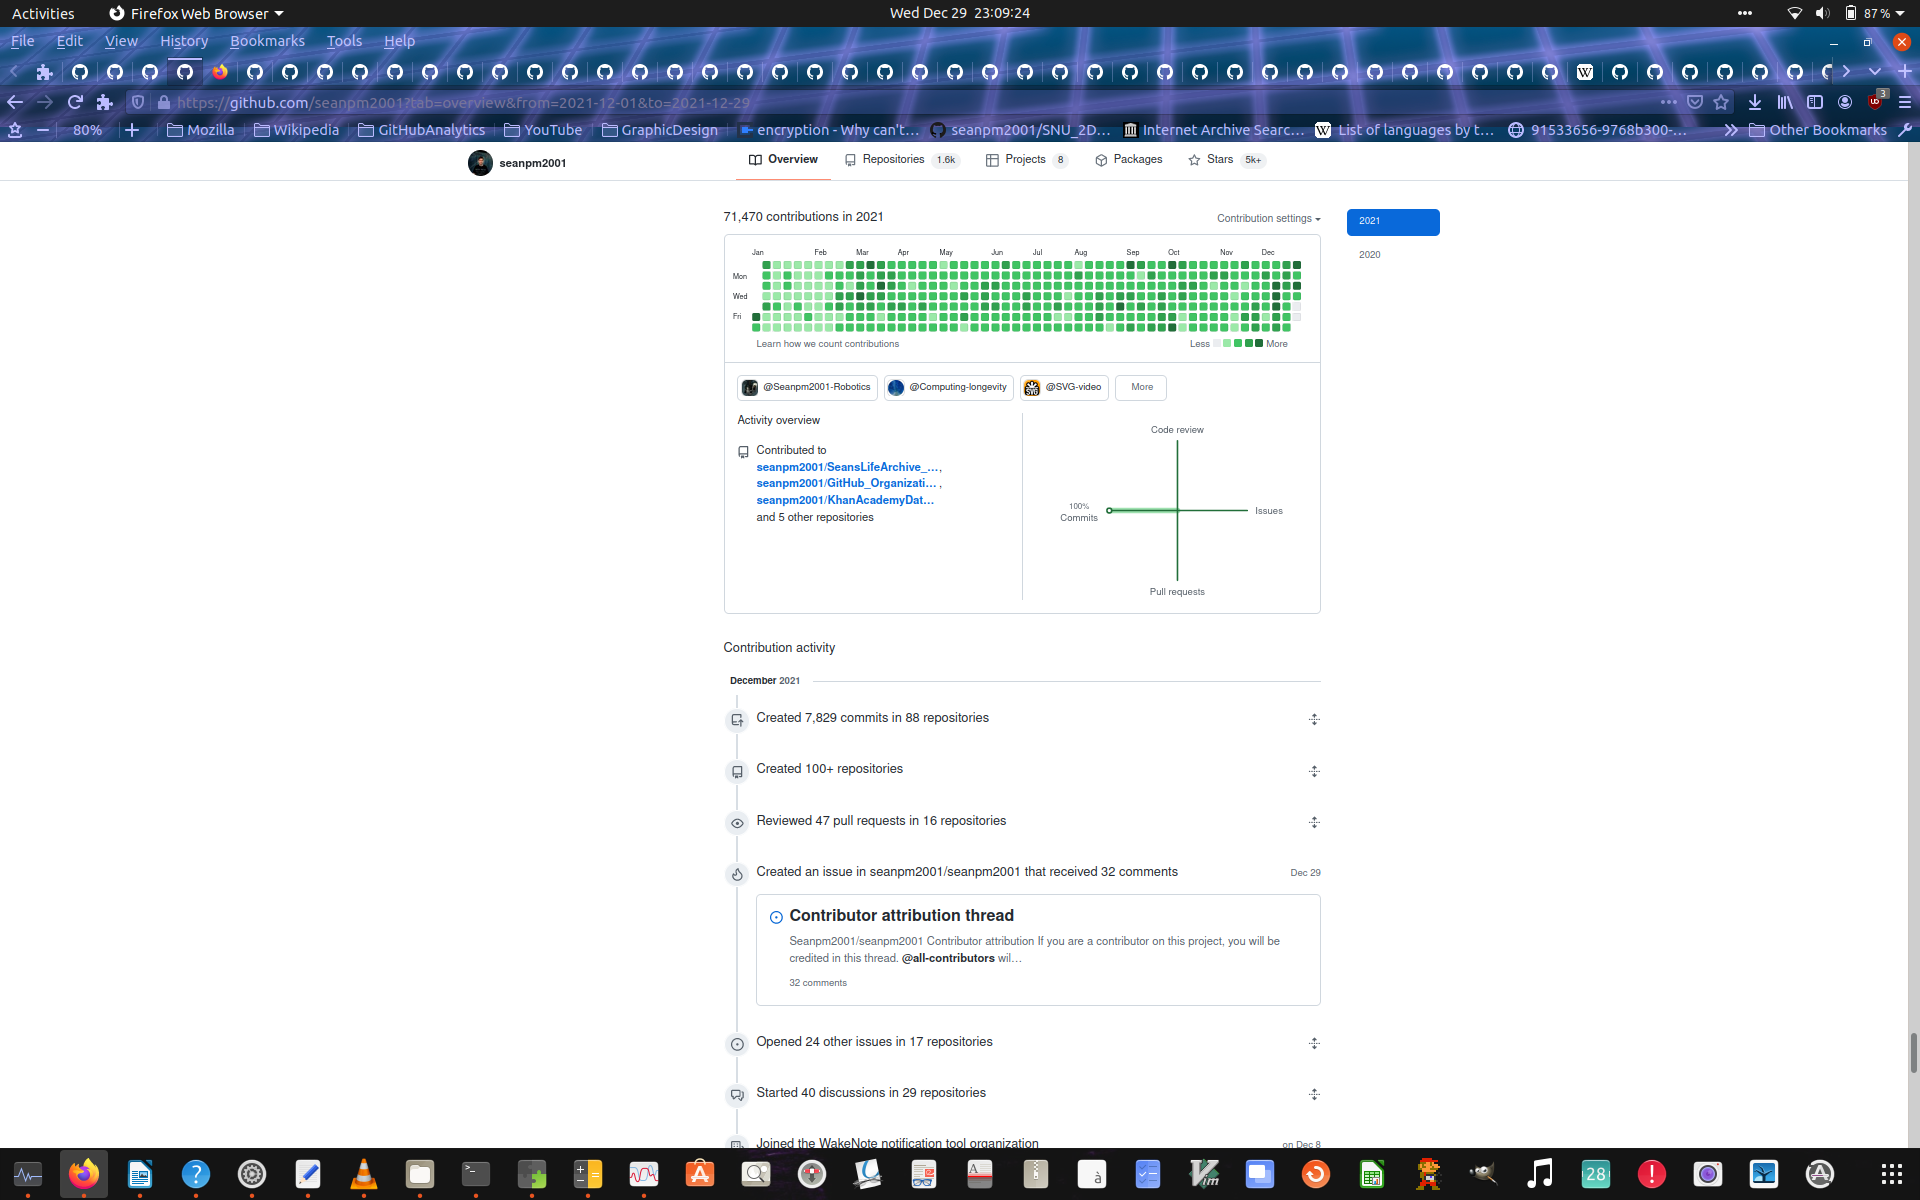 Activities
Firefox Web Browser
Wed Dec 29 23:09:24
87 %
File Edit View History Bookmarks Tools Help
https://github.com/seanpm2001?tab=overview&from=2021-12-01&to=2021-12-29
3
80%
Mozilla
Wikipedia
GitHubAnalytics
YouTube
GraphicDesign
encryption - Why can't…
seanpm2001/SNU_2D…
Internet Archive Searc…
List of languages by t…
91533656-9768b300-…
Other Bookmarks
seanpm2001
Overview
Repositories 1.6k
Projects 8
Packages
Stars 5k+
71,470 contributions in 2021
Contribution settings
2021
2020
Jan Feb Mar Apr May Jun Jul Aug Sep Oct Nov Dec
Mon
Wed
Fri
Learn how we count contributions
Less More
@Seanpm2001-Robotics
@Computing-longevity
@SVG-video
More
Activity overview
Contributed to
seanpm2001/SeansLifeArchive_…,
seanpm2001/GitHub_Organizati… ,
seanpm2001/KhanAcademyDat…
and 5 other repositories
Code review
100%
Commits
Issues
Pull requests
Contribution activity
December 2021
Created 7,829 commits in 88 repositories
Created 100+ repositories
Reviewed 47 pull requests in 16 repositories
Created an issue in seanpm2001/seanpm2001 that received 32 comments
Dec 29
Contributor attribution thread
Seanpm2001/seanpm2001 Contributor attribution If you are a contributor on this project, you will be
credited in this thread. @all-contributors wil…
32 comments
Opened 24 other issues in 17 repositories
Started 40 discussions in 29 repositories
Joined the WakeNote notification tool organization
on Dec 8
28